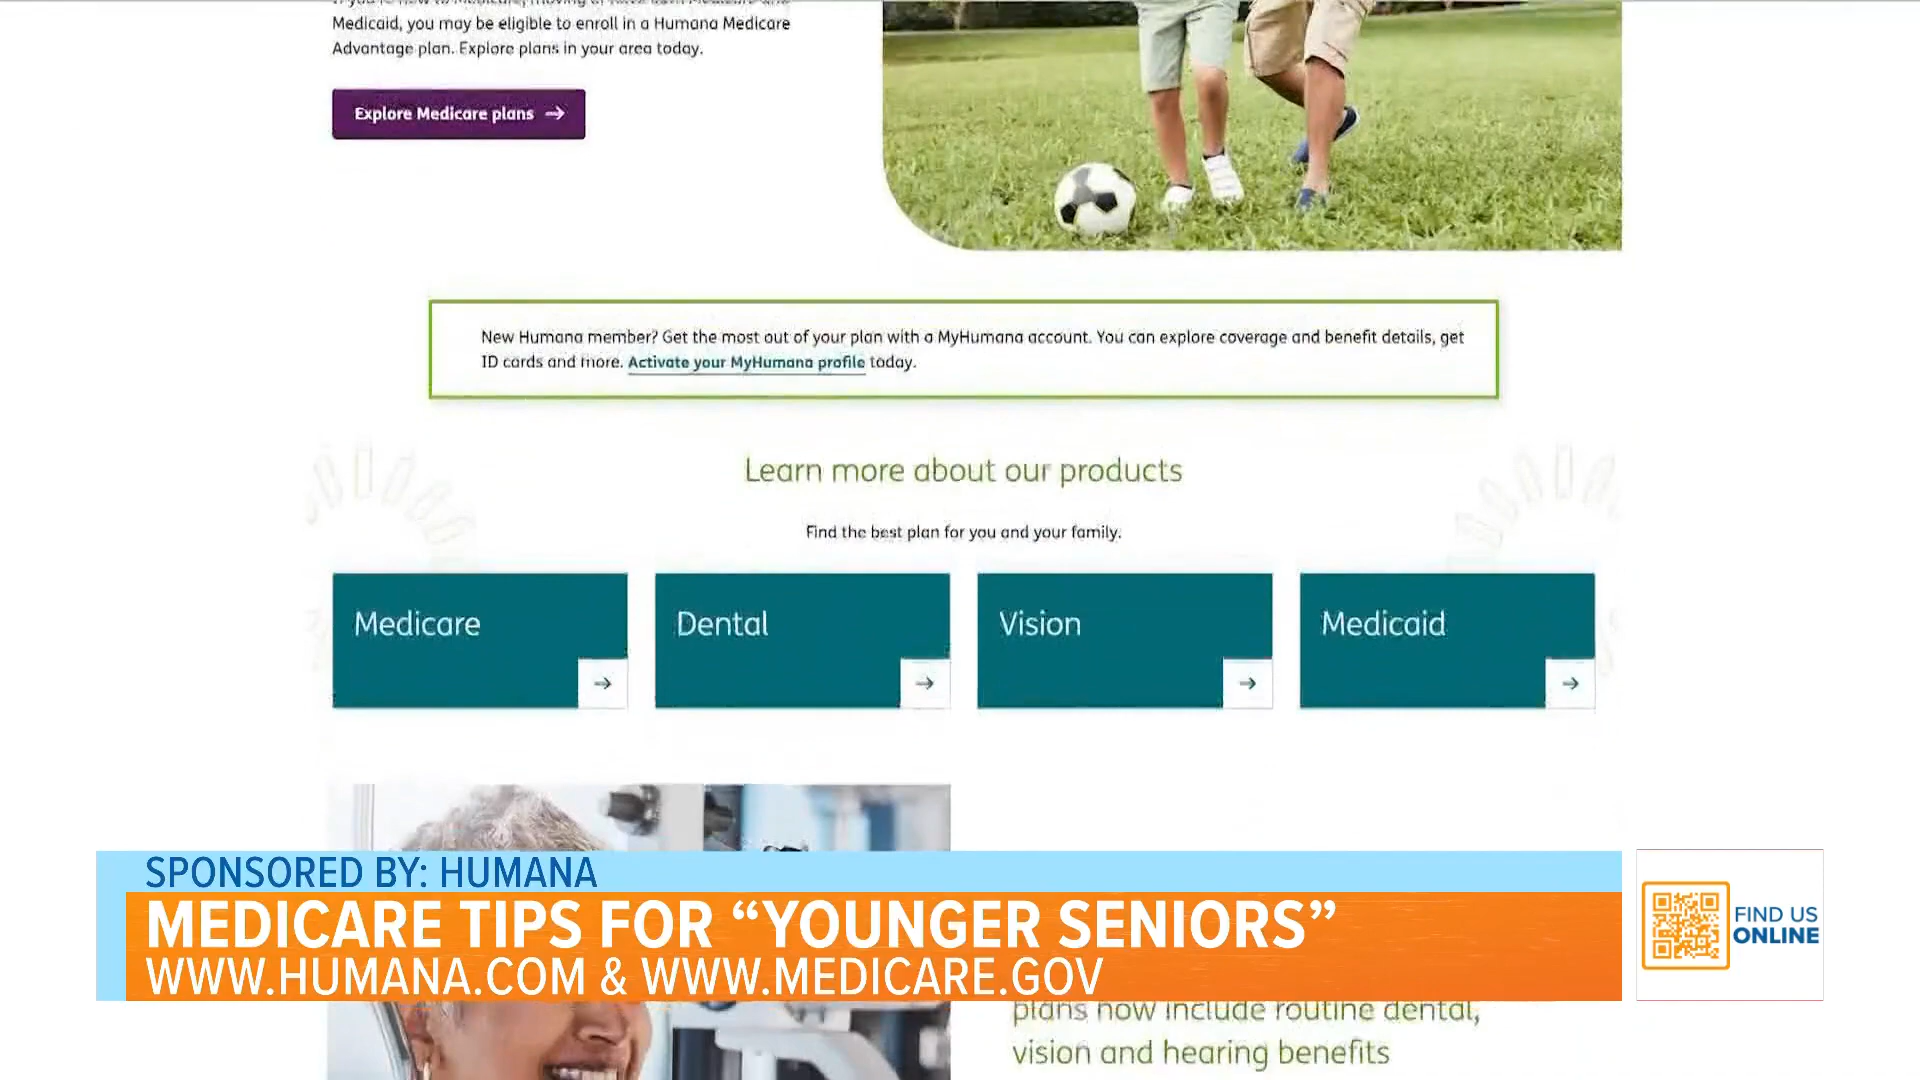 Medicaid, you may be eligible to enroll in a Humana Medicare
Advantage plan. Explore plans in your area today.
Explore Medicare plans
New Humana member? Get the most out of your plan with a MyHumana account. You can explore coverage and benefit details, get
ID cards and more. Activate your MyHumana profile today.
Learn more about our products
Find the best plan for you and your family.
Medicare
Dental
Vision
Medicaid
SPONSORED BY: HUMANA
MEDICARE TIPS FOR “YOUNGER SENIORS”
WWW.HUMANA.COM & WWW.MEDICARE.GOV
FIND US
ONLINE
plans now include routine dental,
vision and hearing benefits